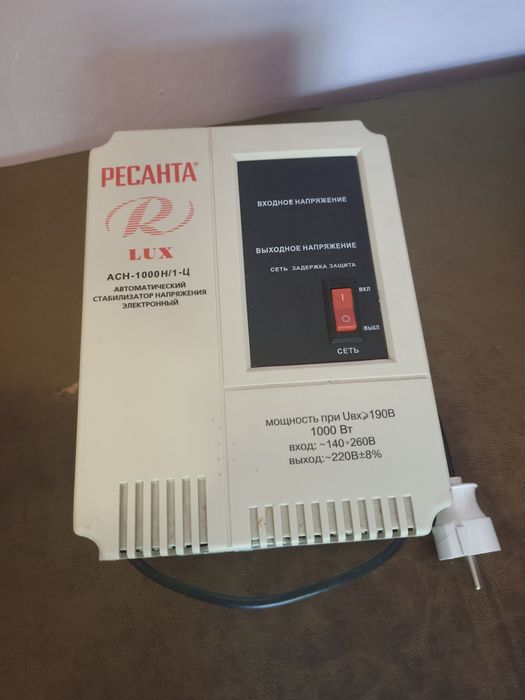 РЕСАНТА®
R
LUX
АСН-1000Н/1-Ц
АВТОМАТИЧЕСКИЙ
СТАБИЛИЗАТОР НАПРЯЖЕНИЯ
ЭЛЕКТРОННЫЙ
ВХОДНОЕ НАПРЯЖЕНИЕ
ВЫХОДНОЕ НАПРЯЖЕНИЕ
СЕТЬ ЗАДЕРЖКА ЗАЩИТА
ВКЛ
ВЫКЛ
СЕТЬ
мощность при Uвх⩾190В
1000 Вт
вход: ~140÷260В
выход:~220В±8%